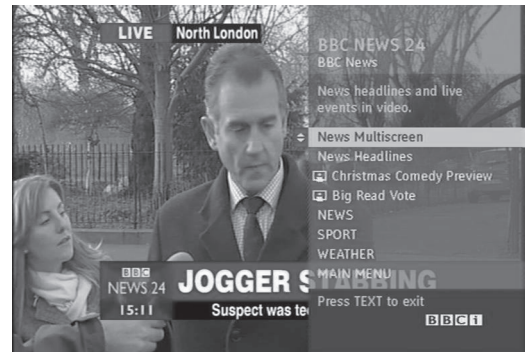 LIVE North London
BBC NEWS 24
BBC News
News headlines and live
events in video.
News Multiscreen
News Headlines
Christmas Comedy Preview
Big Read Vote
NEWS
SPORT
WEATHER
MAIN MENU
Press TEXT to exit
BBCi
BBC
NEWS 24
15:11
JOGGER STABBING
Suspect was